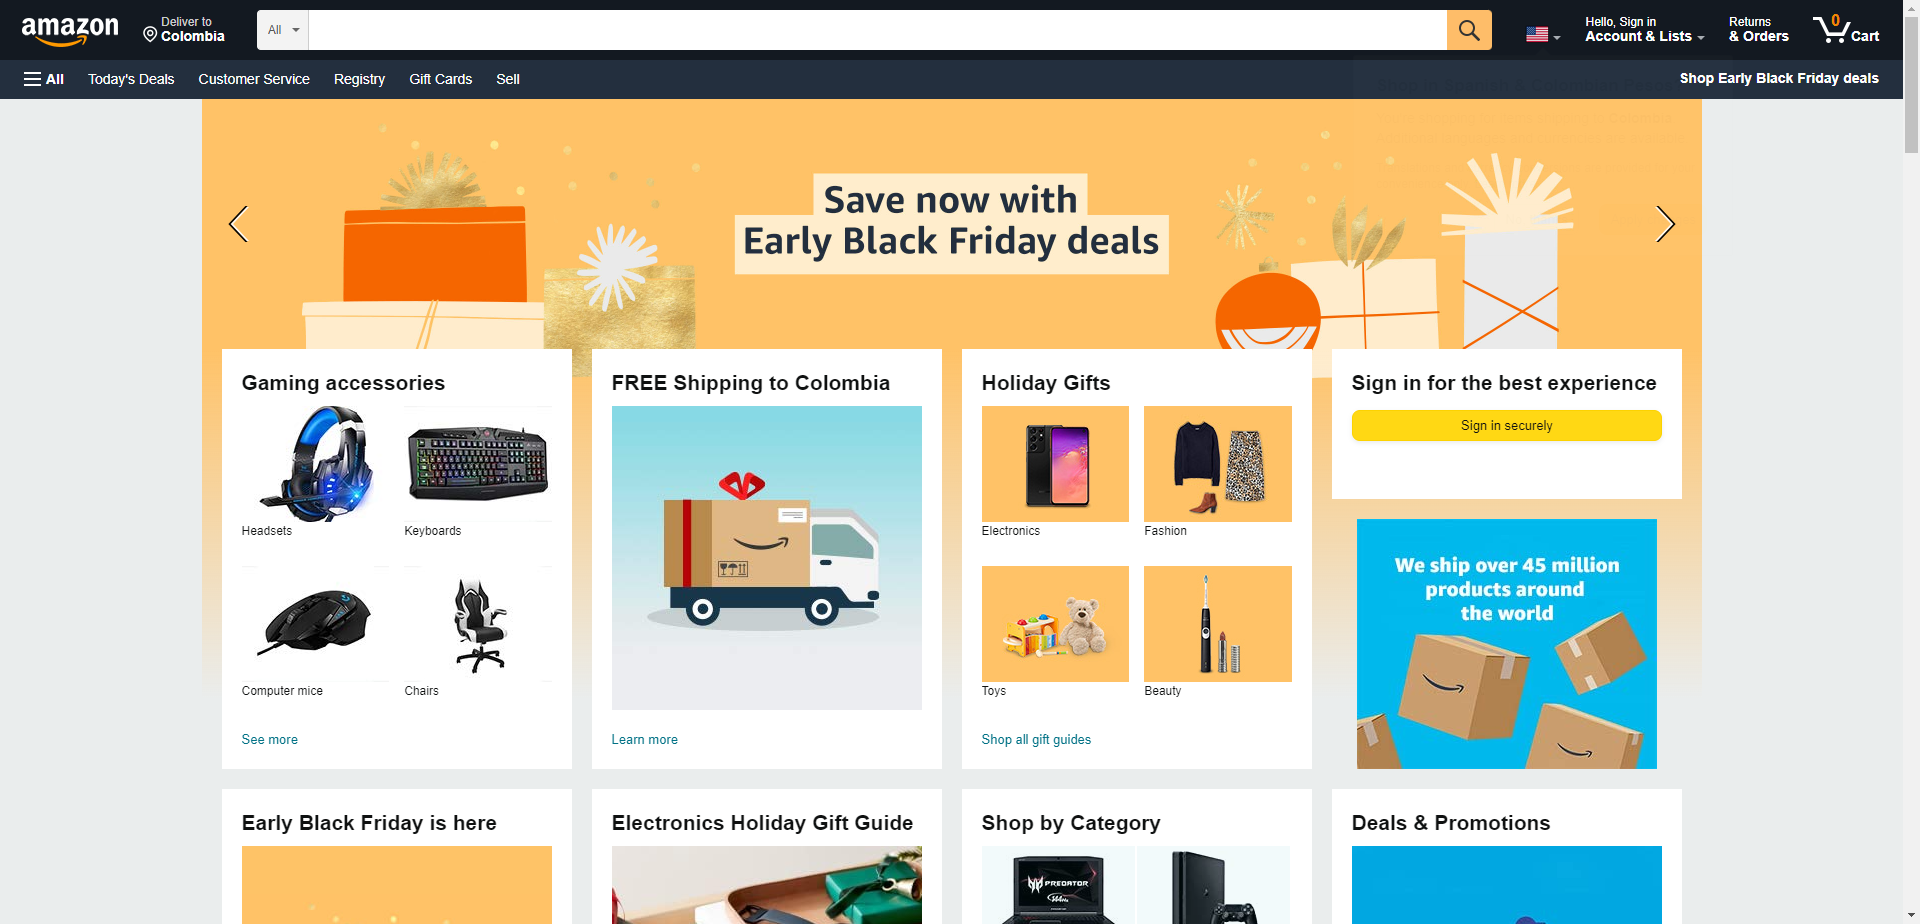 amazon
Deliver to
Colombia
All
Hello, Sign in
Account & Lists
Returns
& Orders
0
Cart
All
Today's Deals
Customer Service
Registry
Gift Cards
Sell
Shop Early Black Friday deals
Save now with
Early Black Friday deals
Gaming accessories
Headsets
Keyboards
Computer mice
Chairs
See more
FREE Shipping to Colombia
Learn more
Holiday Gifts
Electronics
Fashion
Toys
Beauty
Shop all gift guides
Sign in for the best experience
Sign in securely
We ship over 45 million
products around
the world
Early Black Friday is here
Electronics Holiday Gift Guide
Shop by Category
PREDATOR
Deals & Promotions